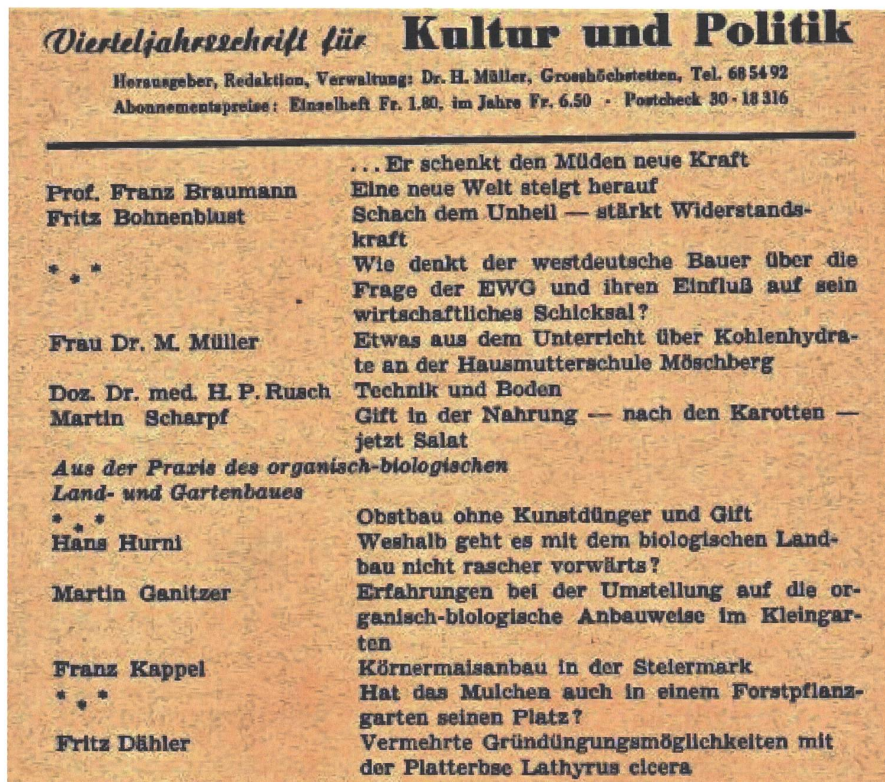 Vierteljahrsschrift für Kultur und Politik
Herausgeber, Redaktion, Verwaltung: Dr. H. Müller, Grosshöchstetten, Tel. 68 54 92
Abonnementspreise: Einzelheft Fr. 1.80, im Jahre Fr. 6.50 · Postcheck 30 - 18 316
... Er schenkt den Müden neue Kraft
Prof. Franz Braumann Eine neue Welt steigt herauf
Fritz Bohnenblust Schach dem Unheil — stärkt Widerstands-
kraft
* * * Wie denkt der westdeutsche Bauer über die
Frage der EWG und ihren Einfluß auf sein
wirtschaftliches Schicksal?
Frau Dr. M. Müller Etwas aus dem Unterricht über Kohlenhydra-
te an der Hausmutterschule Möschberg
Doz. Dr. med. H. P. Rusch Technik und Boden
Martin Scharpf Gift in der Nahrung — nach den Karotten —
jetzt Salat
Aus der Praxis des organisch-biologischen
Land- und Gartenbaues
* * * Obstbau ohne Kunstdünger und Gift
Hans Hurni Weshalb geht es mit dem biologischen Land-
bau nicht rascher vorwärts?
Martin Ganitzer Erfahrungen bei der Umstellung auf die or-
ganisch-biologische Anbauweise im Kleingar-
ten
Franz Kappel Körnermaisanbau in der Steiermark
* * * Hat das Mulchen auch in einem Forstpflanz-
garten seinen Platz?
Fritz Dähler Vermehrte Gründüngungsmöglichkeiten mit
der Platterbse Lathyrus cicera